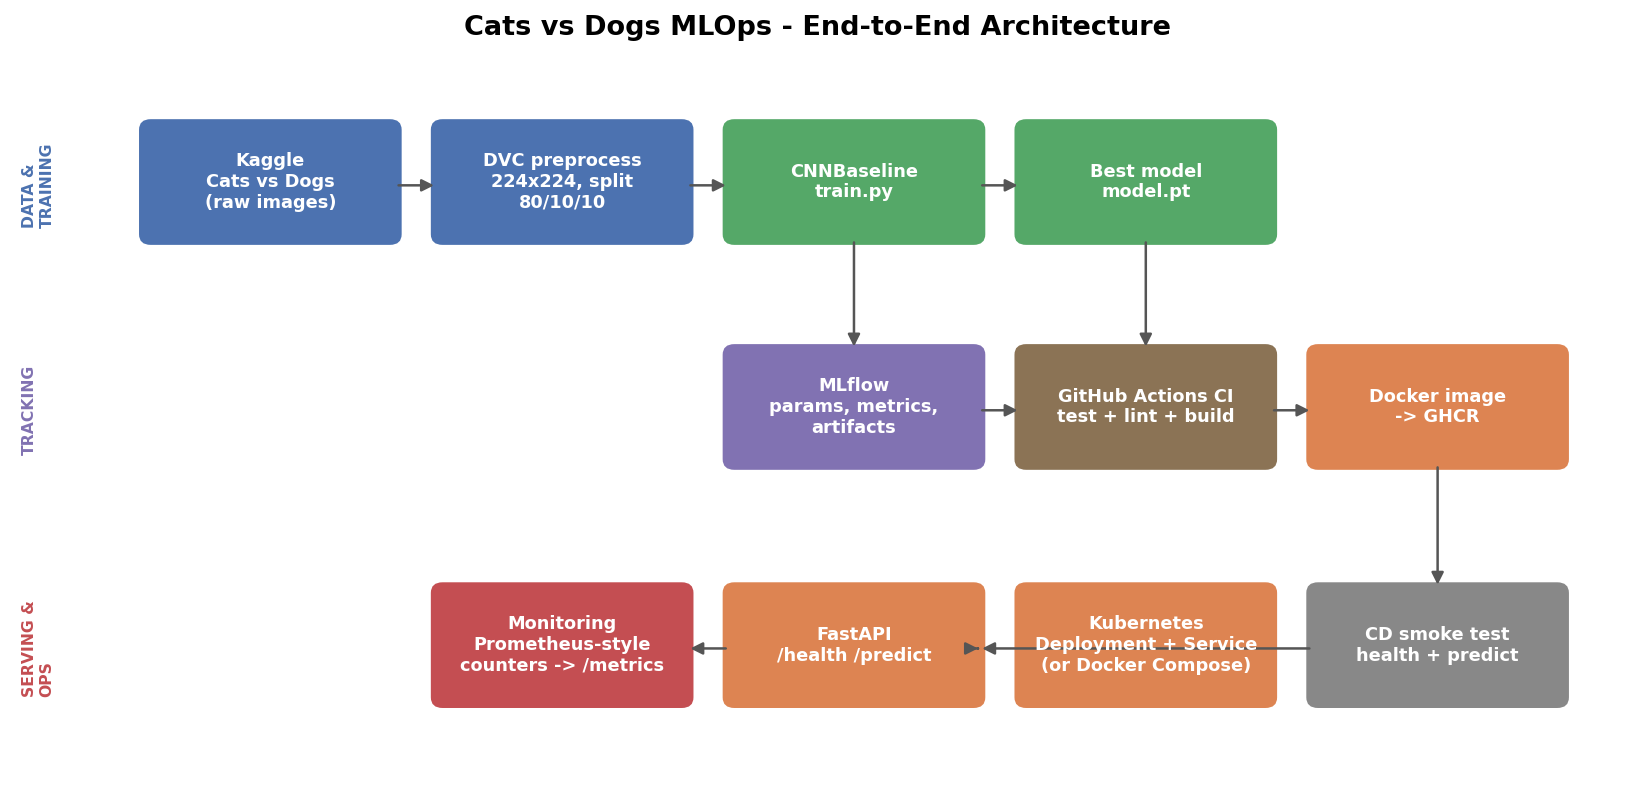 Cats vs Dogs MLOps - End-to-End Architecture
DATA &
TRAINING
Kaggle
Cats vs Dogs
(raw images)
DVC preprocess
224x224, split
80/10/10
CNNBaseline
train.py
Best model
model.pt
TRACKING
MLflow
params, metrics,
artifacts
GitHub Actions CI
test + lint + build
Docker image
-> GHCR
SERVING &
OPS
Monitoring
Prometheus-style
counters -> /metrics
FastAPI
/health /predict
Kubernetes
Deployment + Service
(or Docker Compose)
CD smoke test
health + predict